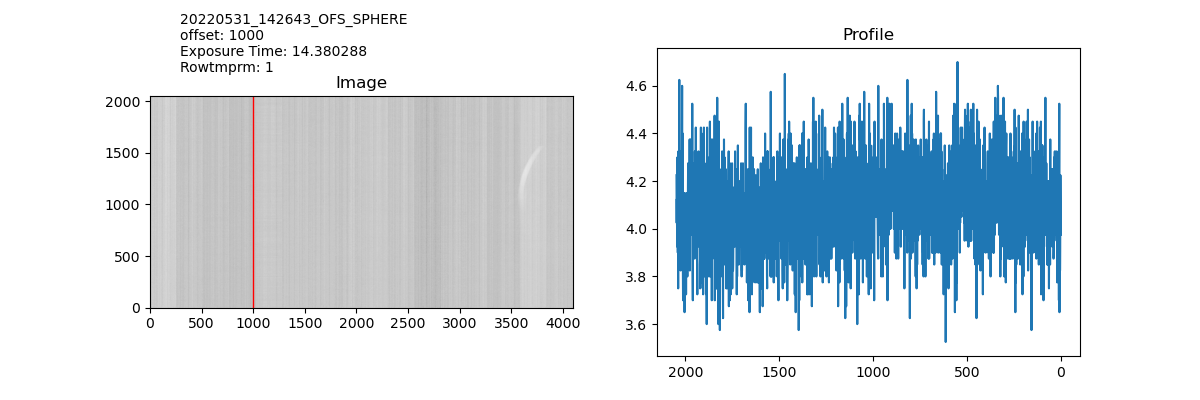 20220531_142643_OFS_SPHERE
offset: 1000
Exposure Time: 14.380288
Rowtmprm: 1
Image
2000
1500
1000
500
0
0 500 1000 1500 2000 2500 3000 3500 4000
Profile
4.6
4.4
4.2
4.0
3.8
3.6
2000 1500 1000 500 0